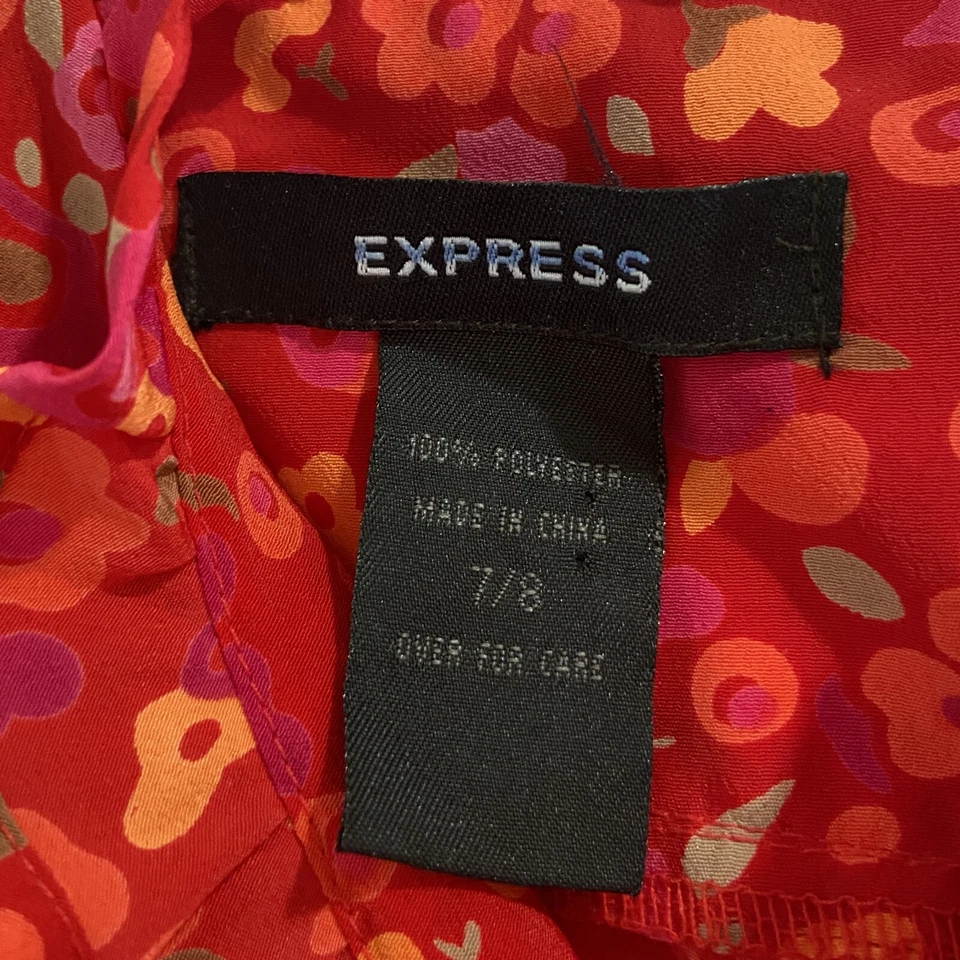 EXPRESS
100% POLYESTER
MADE IN CHINA
7/8
OVER FOR CARE